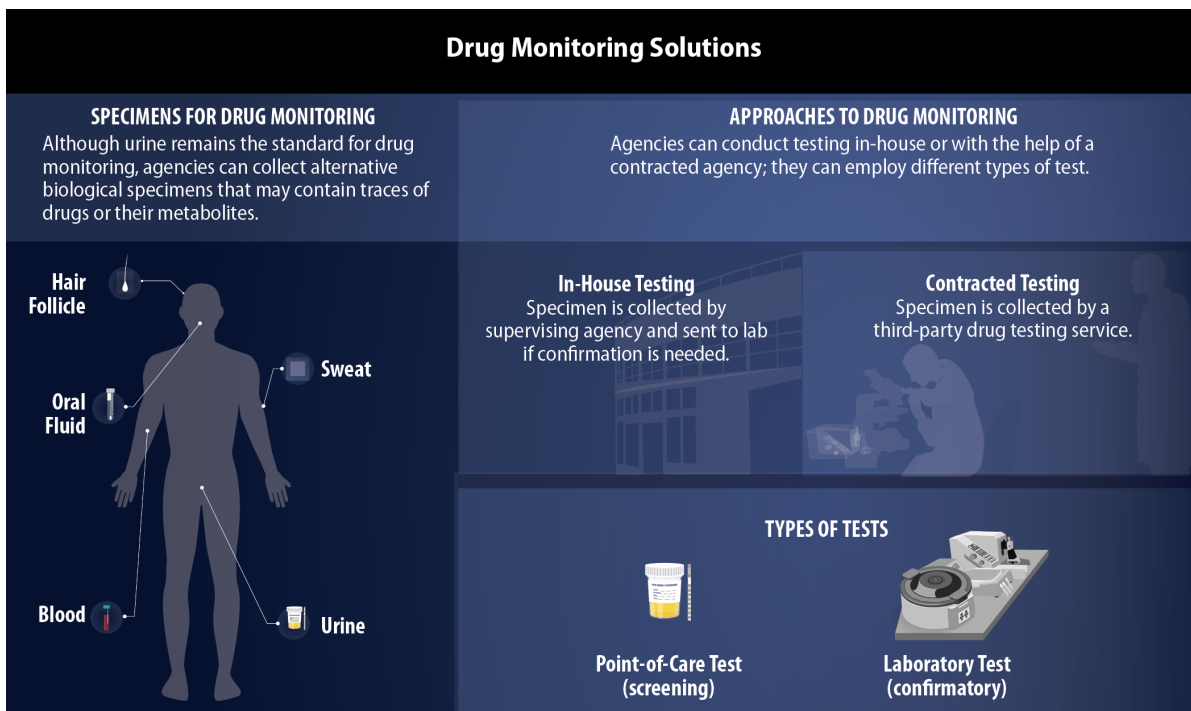 Drug Monitoring Solutions
SPECIMENS FOR DRUG MONITORING
Although urine remains the standard for drug
monitoring, agencies can collect alternative
biological specimens that may contain traces of
drugs or their metabolites.
Hair
Follicle
Sweat
Oral
Fluid
Blood
Urine
APPROACHES TO DRUG MONITORING
Agencies can conduct testing in-house or with the help of a
contracted agency; they can employ different types of test.
In-House Testing
Specimen is collected by
supervising agency and sent to lab
if confirmation is needed.
Contracted Testing
Specimen is collected by a
third-party drug testing service.
TYPES OF TESTS
Point-of-Care Test
(screening)
Laboratory Test
(confirmatory)